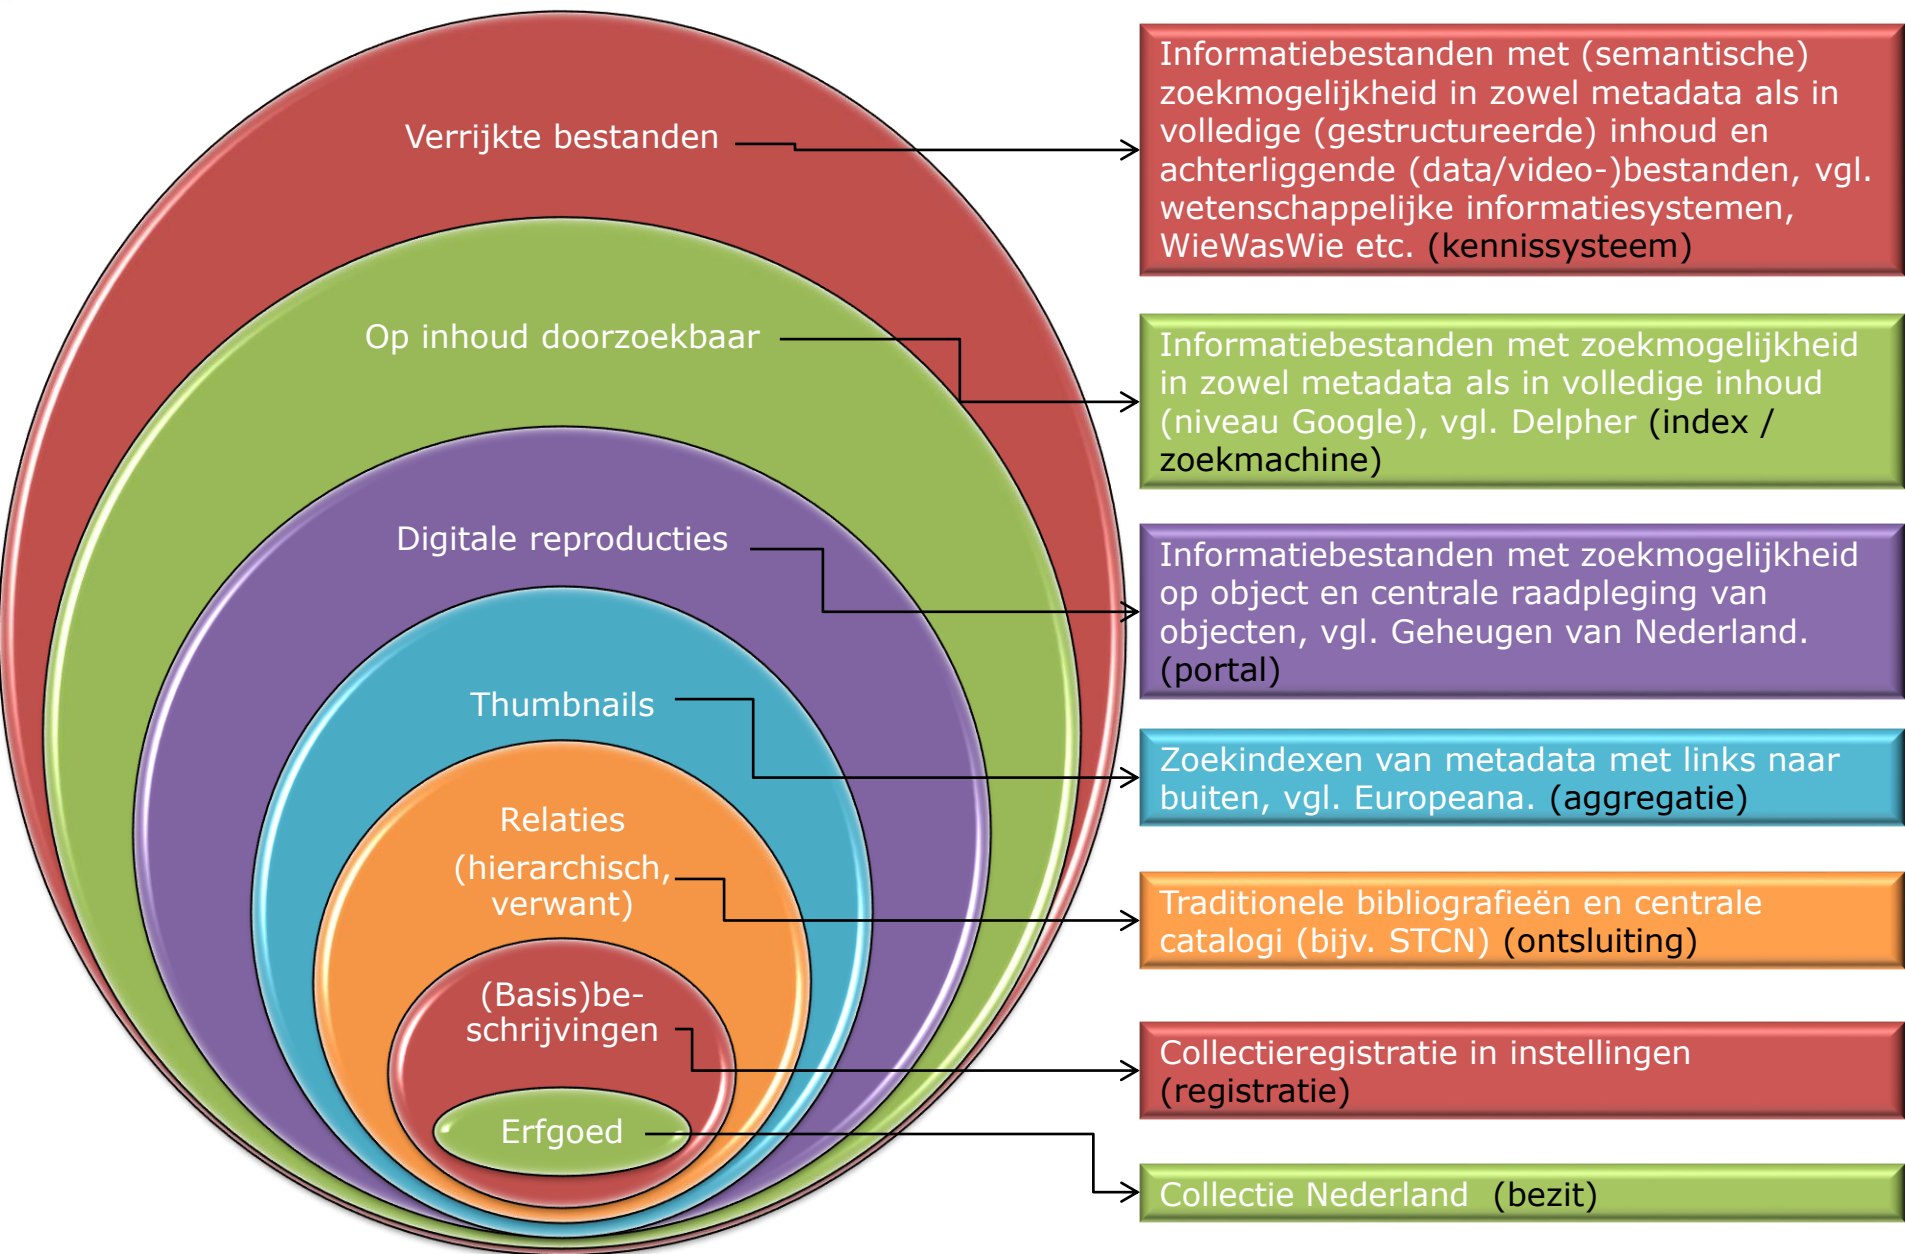 Verrijkte bestanden
Informatiebestanden met (semantische)
zoekmogelijkheid in zowel metadata als in
volledige (gestructureerde) inhoud en
achterliggende (data/video-)bestanden, vgl.
wetenschappelijke informatiesystemen,
WieWasWie etc. (kennissysteem)
Op inhoud doorzoekbaar
Informatiebestanden met zoekmogelijkheid
in zowel metadata als in volledige inhoud
(niveau Google), vgl. Delpher (index /
zoekmachine)
Digitale reproducties
Informatiebestanden met zoekmogelijkheid
op object en centrale raadpleging van
objecten, vgl. Geheugen van Nederland.
(portal)
Thumbnails
Zoekindexen van metadata met links naar
buiten, vgl. Europeana. (aggregatie)
Relaties
(hierarchisch,
verwant)
Traditionele bibliografieën en centrale
catalogi (bijv. STCN) (ontsluiting)
(Basis)be-
schrijvingen
Collectieregistratie in instellingen
(registratie)
Erfgoed
Collectie Nederland (bezit)